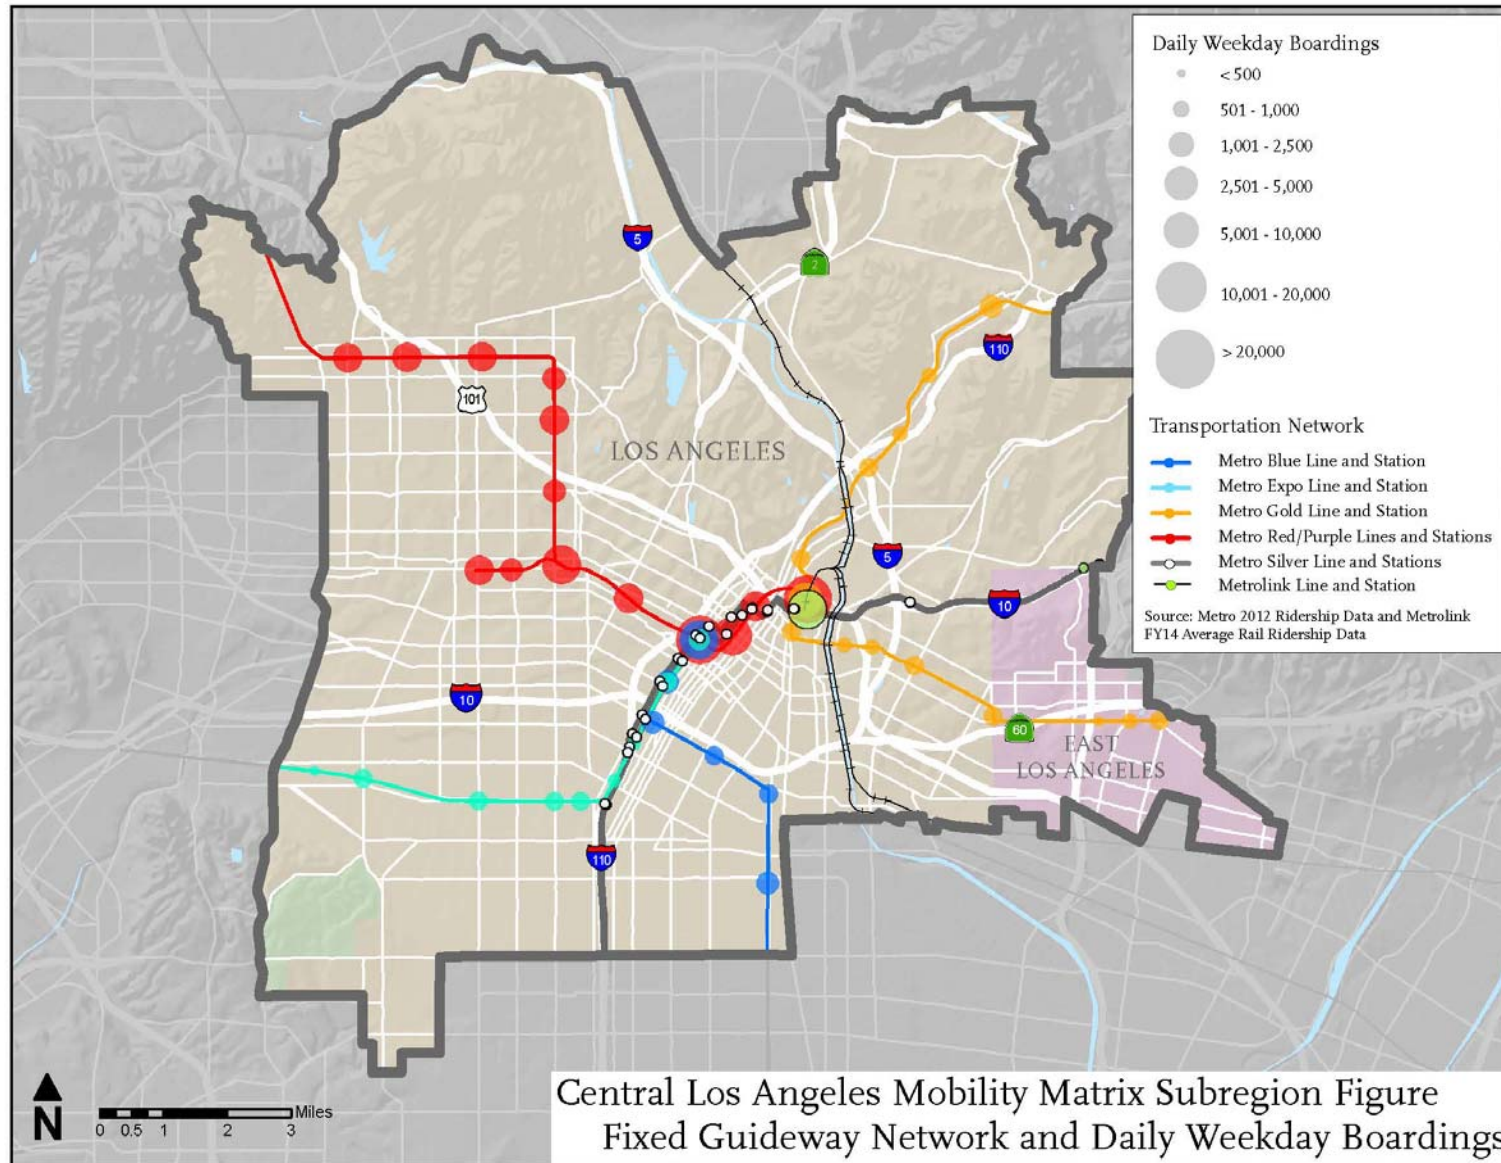 Daily Weekday Boardings
< 500
501 - 1,000
1,001 - 2,500
2,501 - 5,000
5,001 - 10,000
10,001 - 20,000
> 20,000
Transportation Network
Metro Blue Line and Station
Metro Expo Line and Station
Metro Gold Line and Station
Metro Red/Purple Lines and Stations
Metro Silver Line and Stations
Metrolink Line and Station
Source: Metro 2012 Ridership Data and Metrolink
FY14 Average Rail Ridership Data
5
2
110
101
LOS ANGELES
5
10
10
60
EAST
LOS ANGELES
110
N
Miles
0 0.5 1 2 3
Central Los Angeles Mobility Matrix Subregion Figure
Fixed Guideway Network and Daily Weekday Boardings